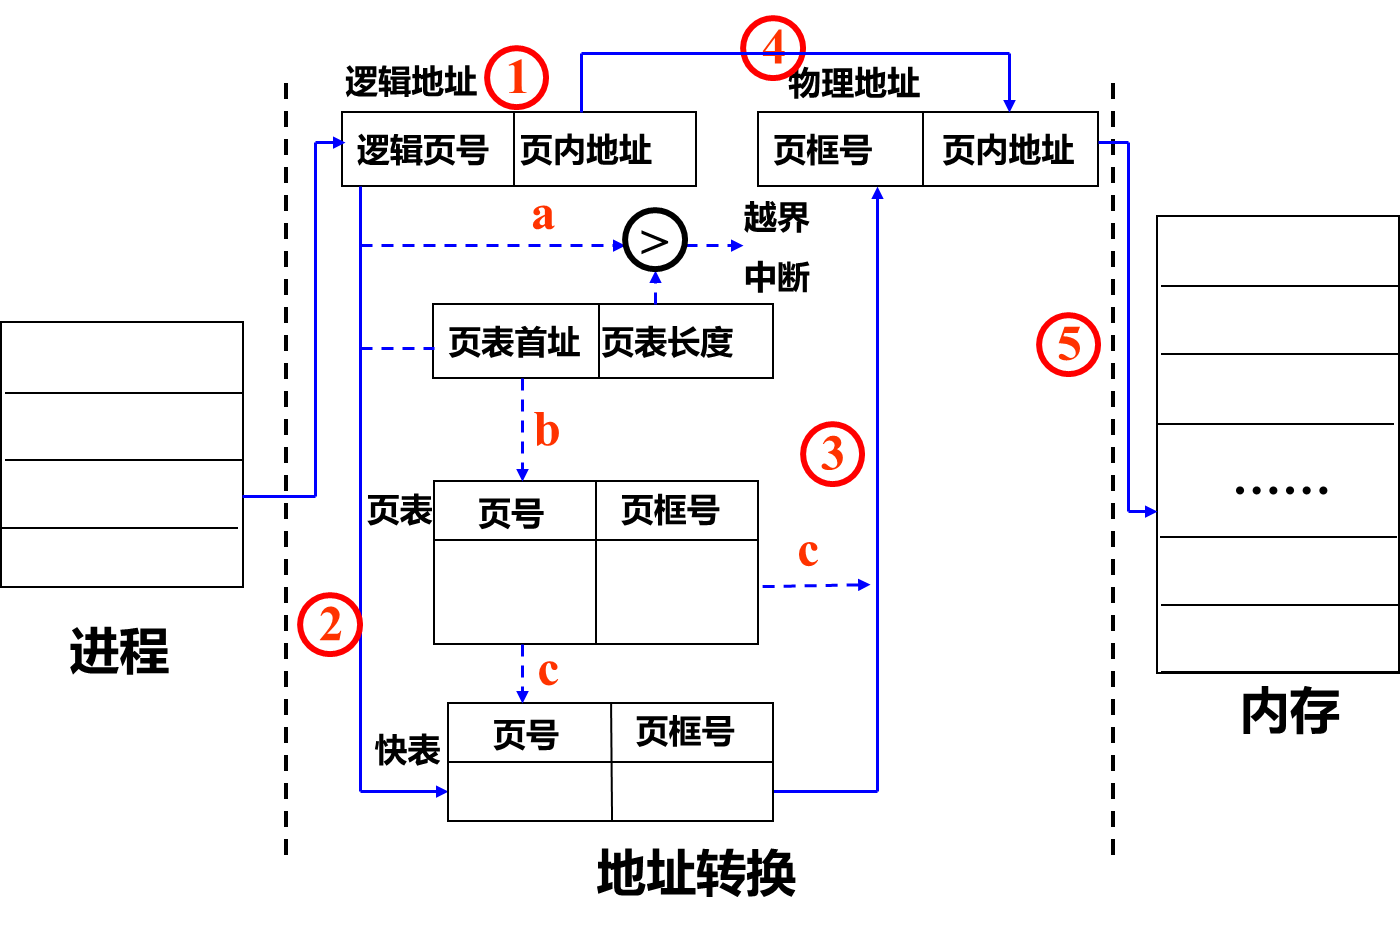 ④
逻辑地址 ①
物理地址
逻辑页号 页内地址
页框号 页内地址
a
>
越界
中断
页表首址 页表长度
⑤
b
③
页表
页号 页框号
……
c
②
进程
c
内存
快表
页号 页框号
地址转换